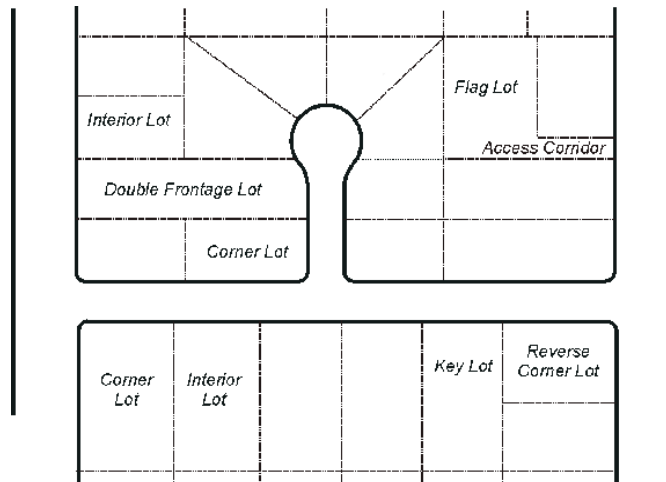 Flag Lot
Interior Lot
Access Corridor
Double Frontage Lot
Corner Lot
Corner
Lot
Interior
Lot
Key Lot
Reverse
Corner Lot